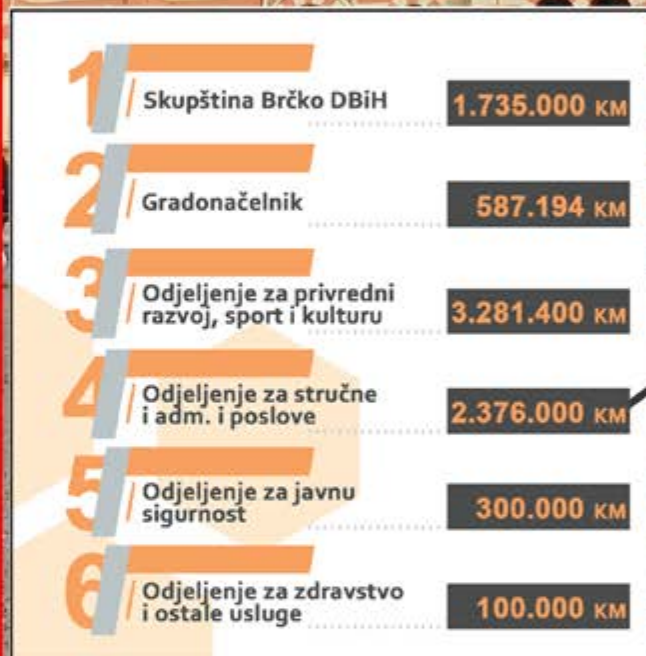 1
Skupština Brčko DBiH
1.735.000 KM
2
Gradonačelnik
587.194 KM
3
Odjeljenje za privredni
razvoj, sport i kulturu
3.281.400 KM
4
Odjeljenje za stručne
i adm. i poslove
2.376.000 KM
5
Odjeljenje za javnu
sigurnost
300.000 KM
6
Odjeljenje za zdravstvo
i ostale usluge
100.000 KM